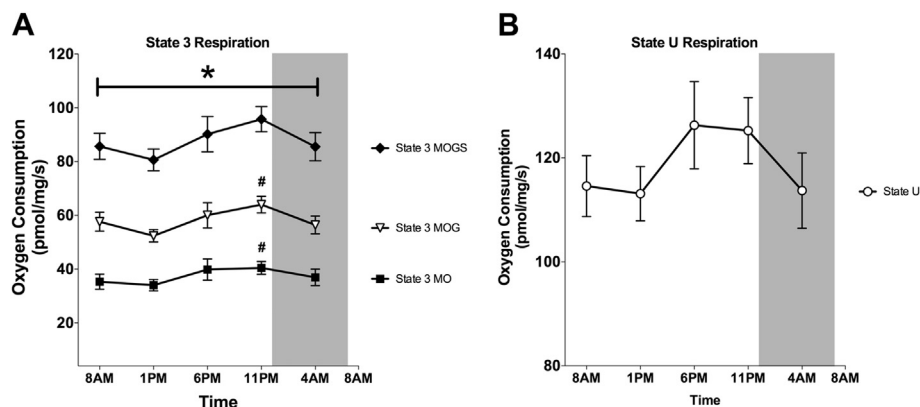 A
State 3 Respiration
120
100
80
60
40
20
Oxygen Consumption
(pmol/mg/s)
*
#
#
8AM 1PM 6PM 11PM 4AM 8AM
Time
State 3 MOGS
State 3 MOG
State 3 MO
B
State U Respiration
140
120
100
80
Oxygen Consumption
(pmol/mg/s)
8AM 1PM 6PM 11PM 4AM 8AM
Time
State U